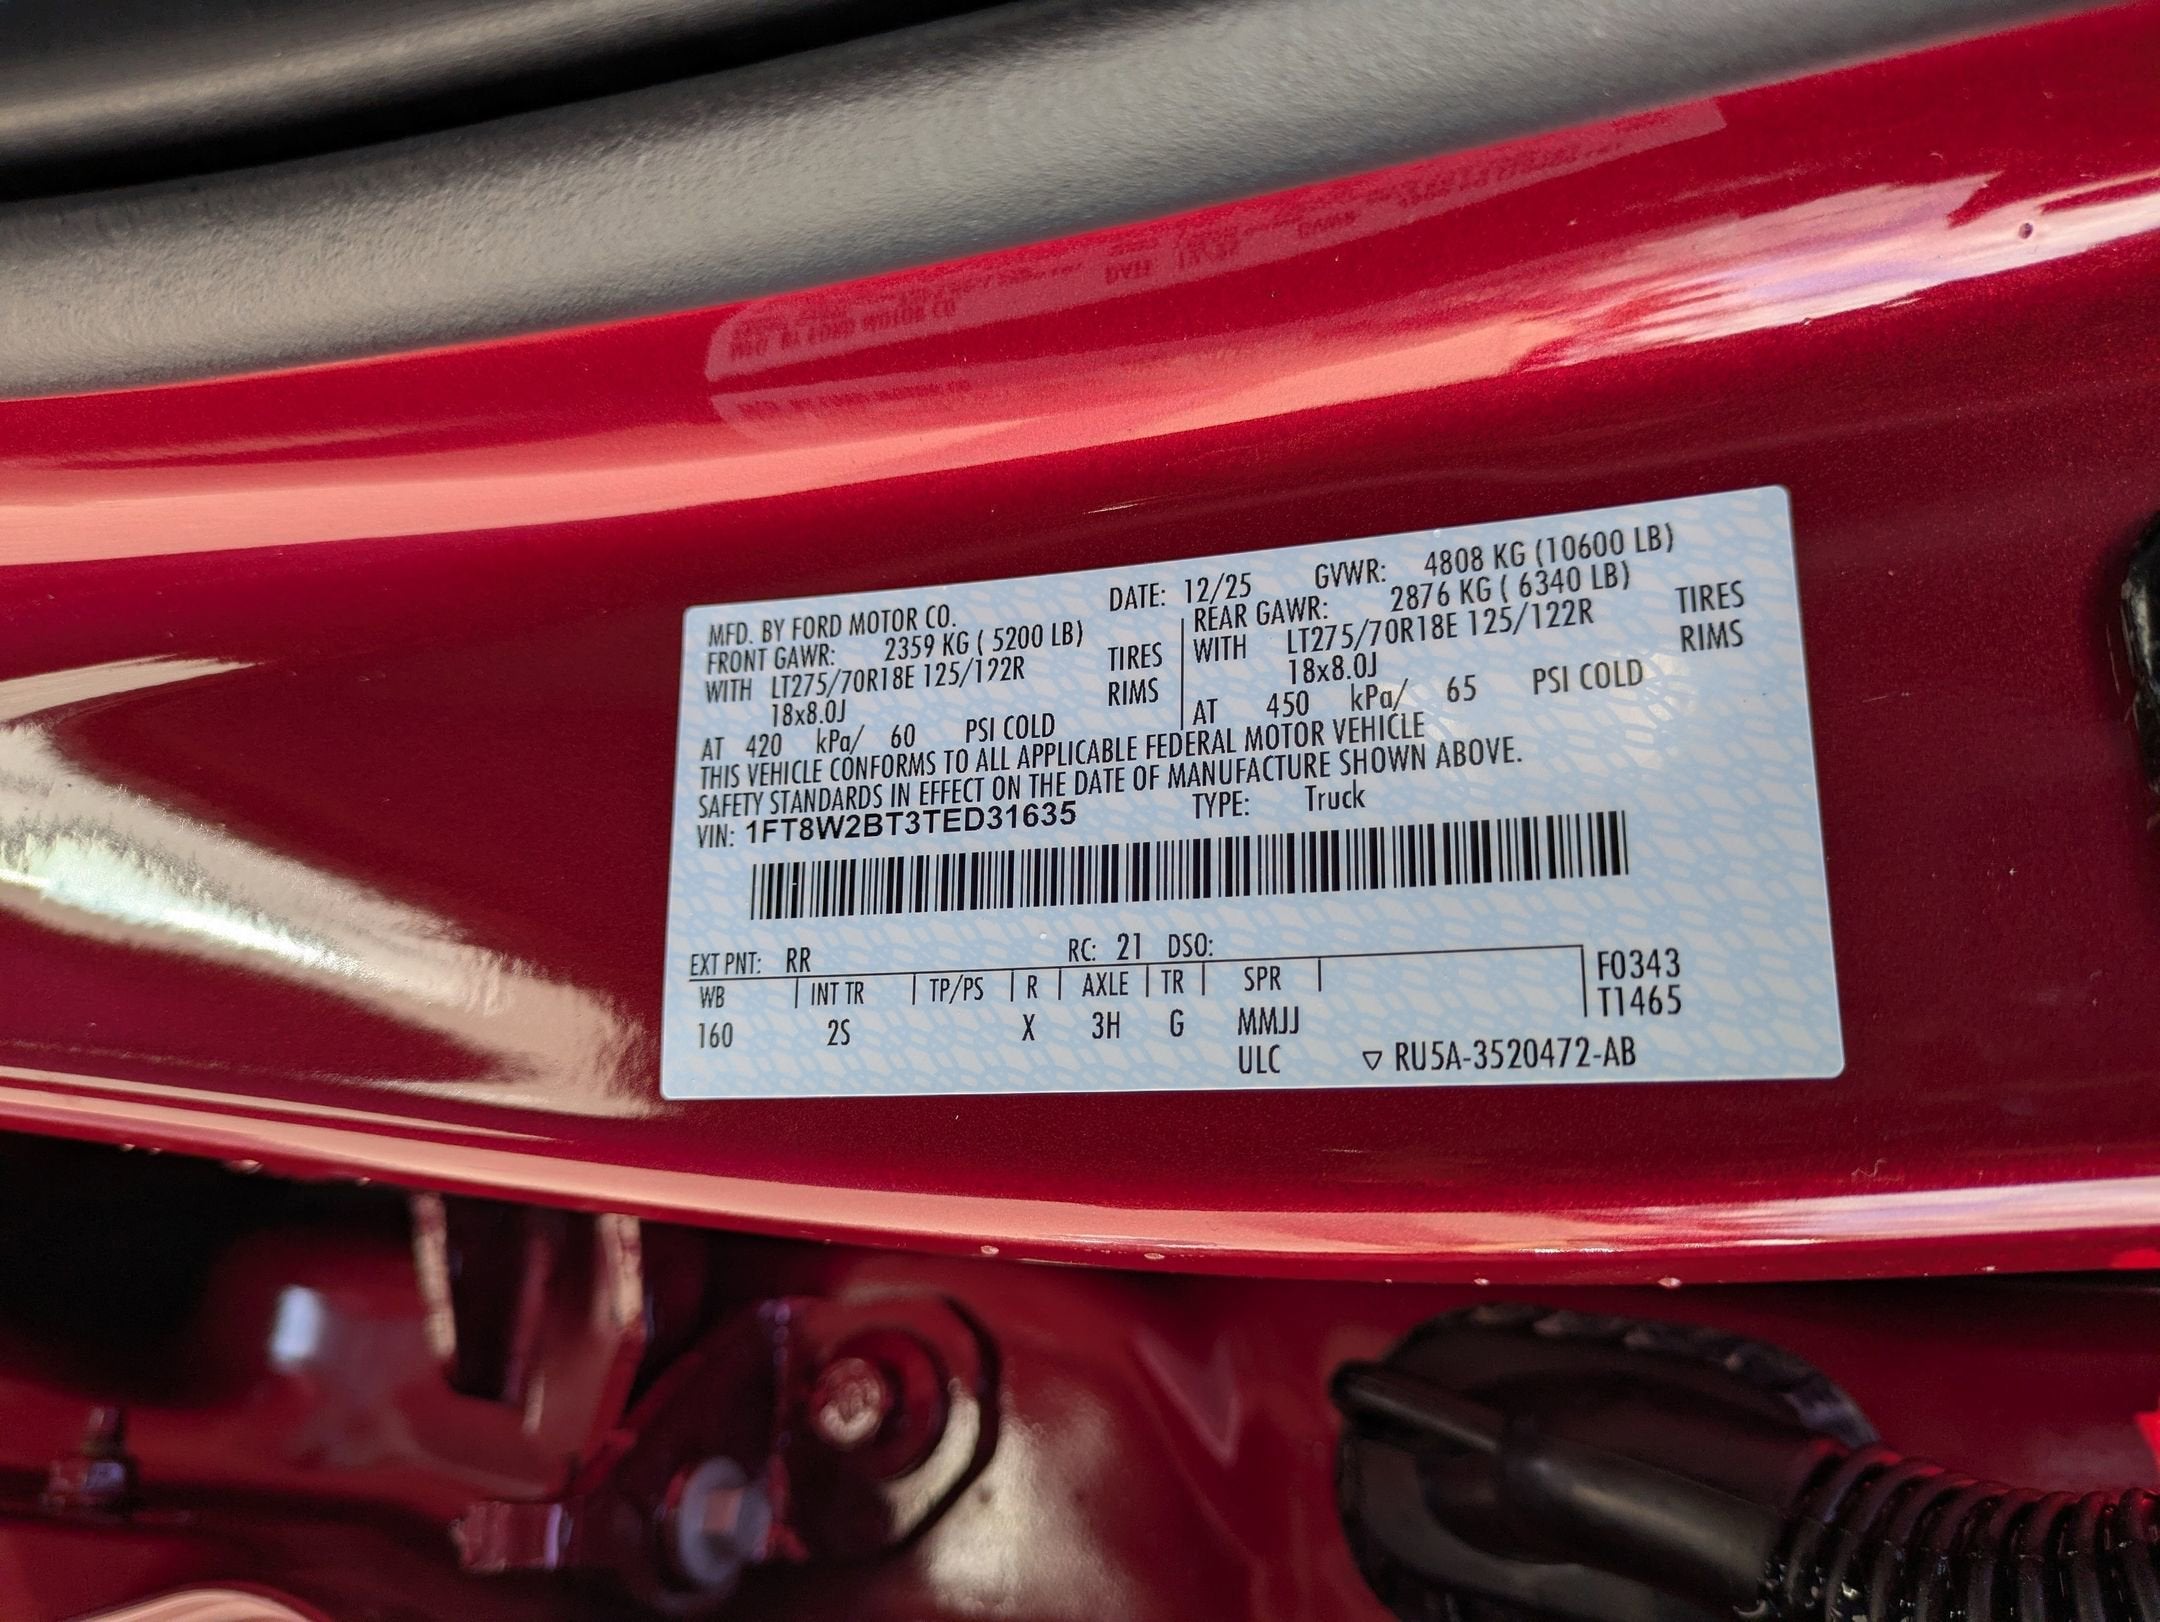 MFD. BY FORD MOTOR CO. DATE: 12/25 GVWR: 4808 KG (10600 LB)
FRONT GAWR: 2359 KG ( 5200 LB) REAR GAWR: 2876 KG ( 6340 LB)
WITH LT275/70R18E 125/122R TIRES WITH LT275/70R18E 125/122R TIRES
18x8.0J RIMS 18x8.0J RIMS
AT 420 kPa/ 60 PSI COLD AT 450 kPa/ 65 PSI COLD
THIS VEHICLE CONFORMS TO ALL APPLICABLE FEDERAL MOTOR VEHICLE
SAFETY STANDARDS IN EFFECT ON THE DATE OF MANUFACTURE SHOWN ABOVE.
VIN: 1FT8W2BT3TED31635 TYPE: Truck
EXT PNT: RR RC: 21 DSO:
WB INT TR TP/PS R AXLE TR SPR F0343
T1465
160 2S X 3H G MMJJ
ULC ▽ RU5A-3520472-AB